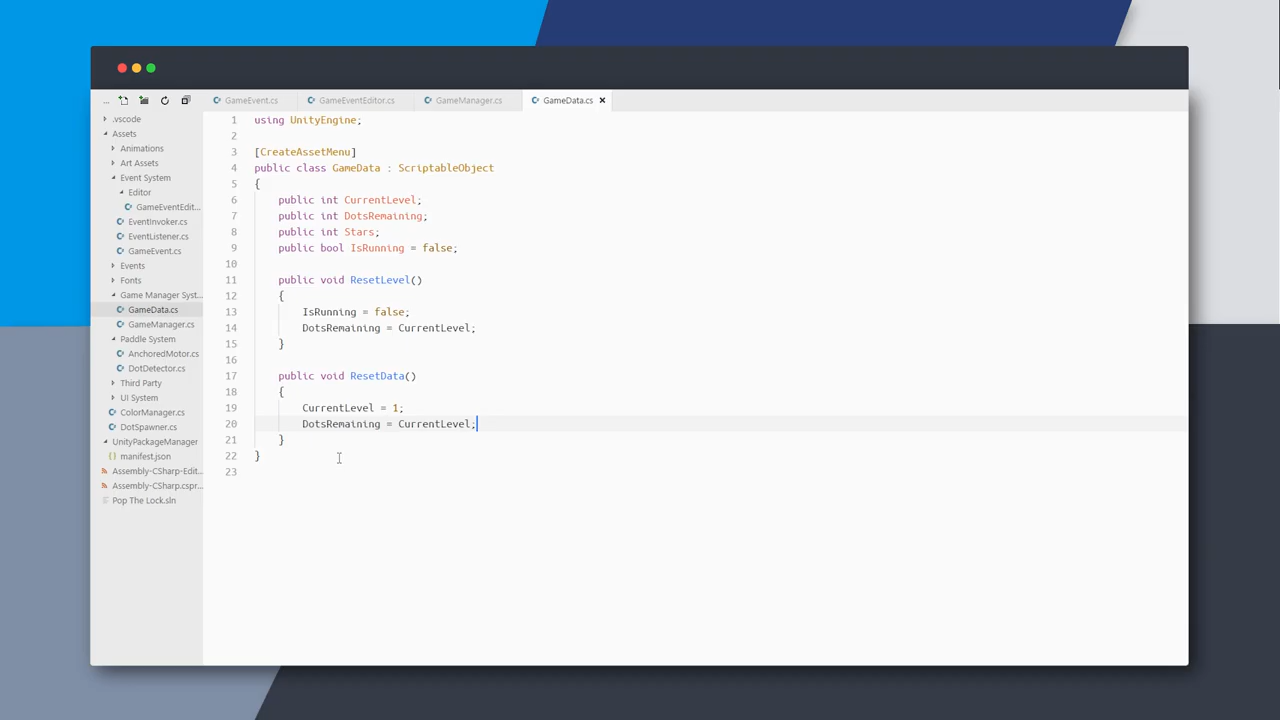 ...
GameEvent.cs
GameEventEditor.cs
GameManager.cs
GameData.cs
.vscode
Assets
Animations
Art Assets
Event System
Editor
GameEventEdit...
EventInvoker.cs
EventListener.cs
GameEvent.cs
Events
Fonts
Game Manager Syst...
GameData.cs
GameManager.cs
Paddle System
AnchoredMotor.cs
DotDetector.cs
Third Party
UI System
ColorManager.cs
DotSpawner.cs
UnityPackageManager
manifest.json
Assembly-CSharp-Edit...
Assembly-CSharp.cspr...
Pop The Lock.sln
1 using UnityEngine;
2
3 [CreateAssetMenu]
4 public class GameData : ScriptableObject
5 {
6 public int CurrentLevel;
7 public int DotsRemaining;
8 public int Stars;
9 public bool IsRunning = false;
10
11 public void ResetLevel()
12 {
13 IsRunning = false;
14 DotsRemaining = CurrentLevel;
15 }
16
17 public void ResetData()
18 {
19 CurrentLevel = 1;
20 DotsRemaining = CurrentLevel;
21 }
22 }
23